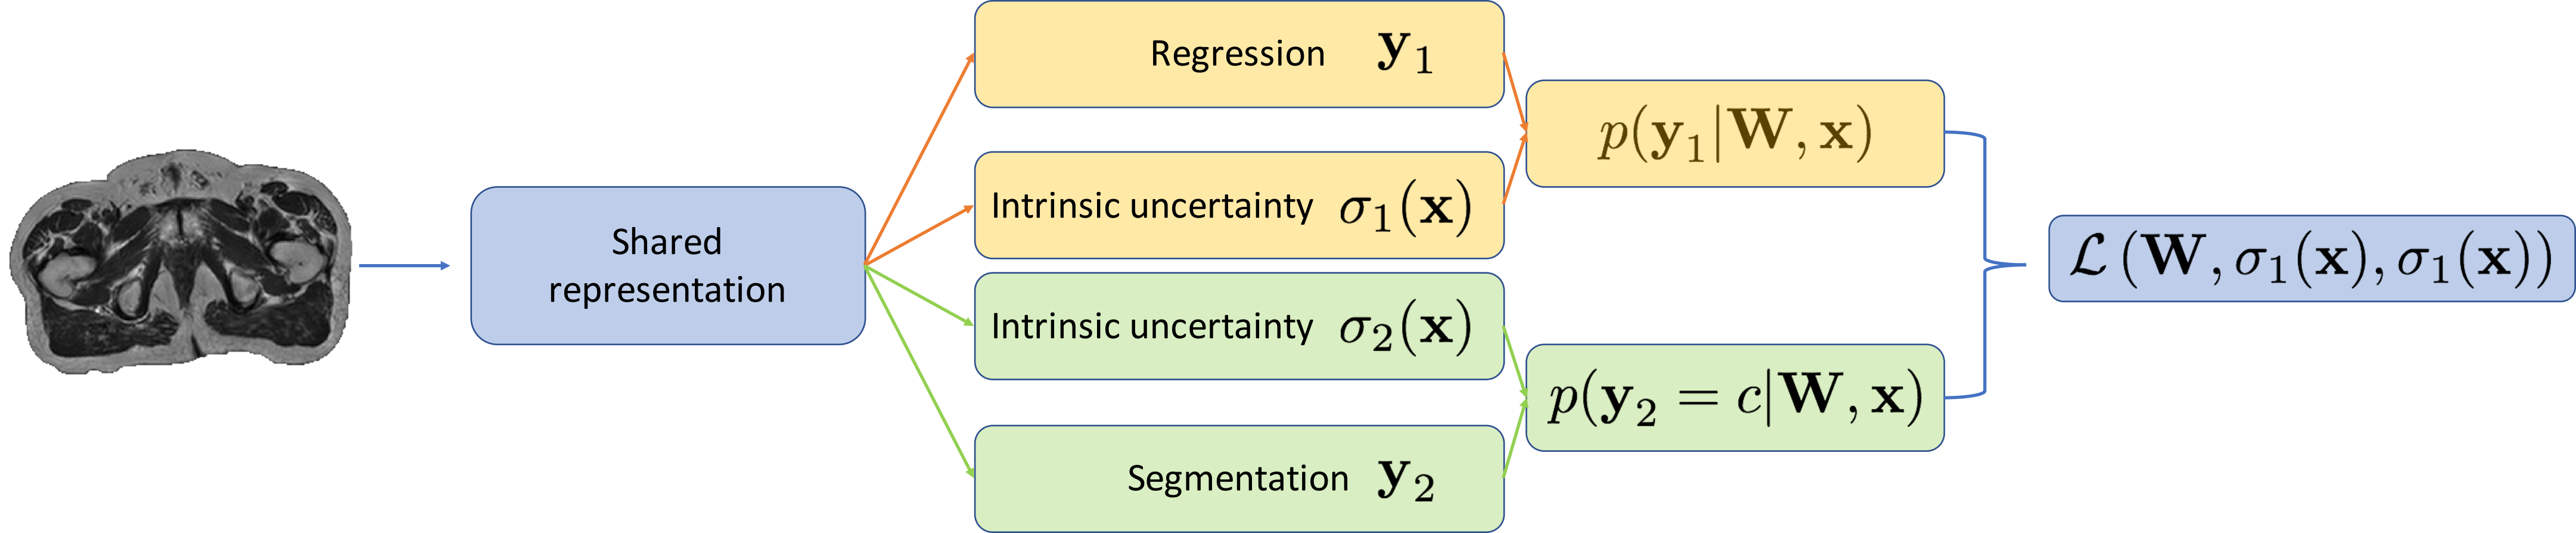 Shared
representation
Regression y₁
Intrinsic uncertainty σ₁(x)
Intrinsic uncertainty σ₂(x)
Segmentation y₂
p(y₁|W, x)
p(y₂ = c|W, x)
ℒ (W, σ₁(x), σ₁(x))